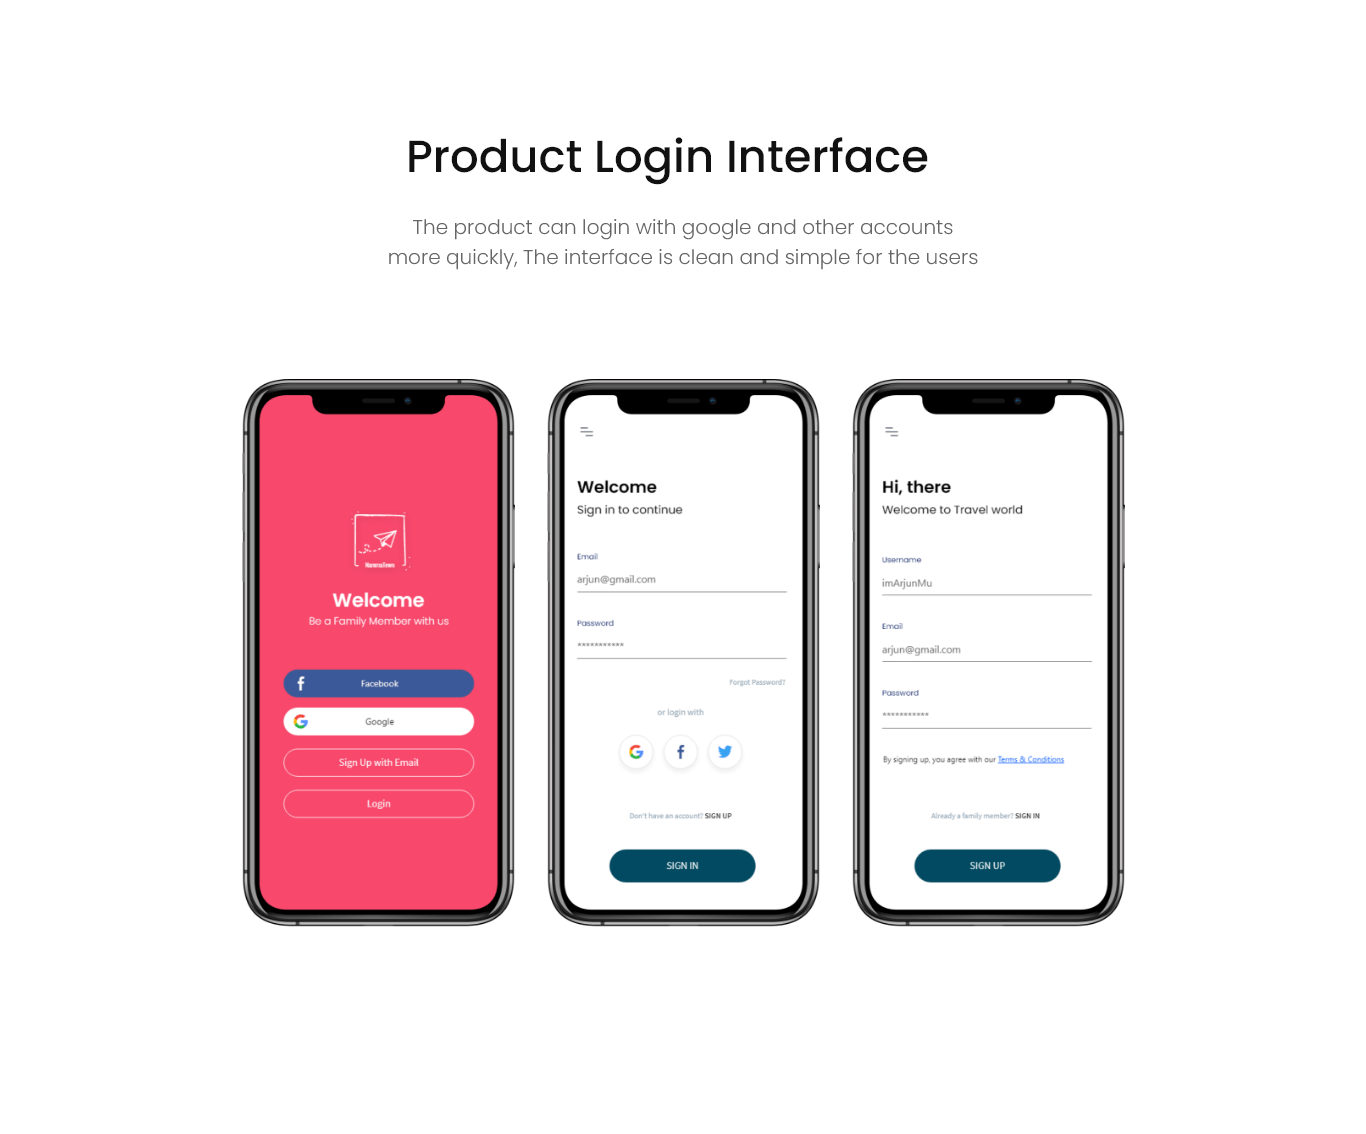 Product Login Interface
The product can login with google and other accounts
more quickly, The interface is clean and simple for the users
Welcome
Be a Family Member with us
Facebook
Google
Sign Up with Email
Login
Welcome
Sign in to continue
Email
arjun@gmail.com
Password
***********
Forgot Password?
or login with
Don't have an account? SIGN UP
SIGN IN
Hi, there
Welcome to Travel world
Username
imArjunMu
Email
arjun@gmail.com
Password
***********
By signing up, you agree with our Terms & Conditions
Already a family member? SIGN IN
SIGN UP